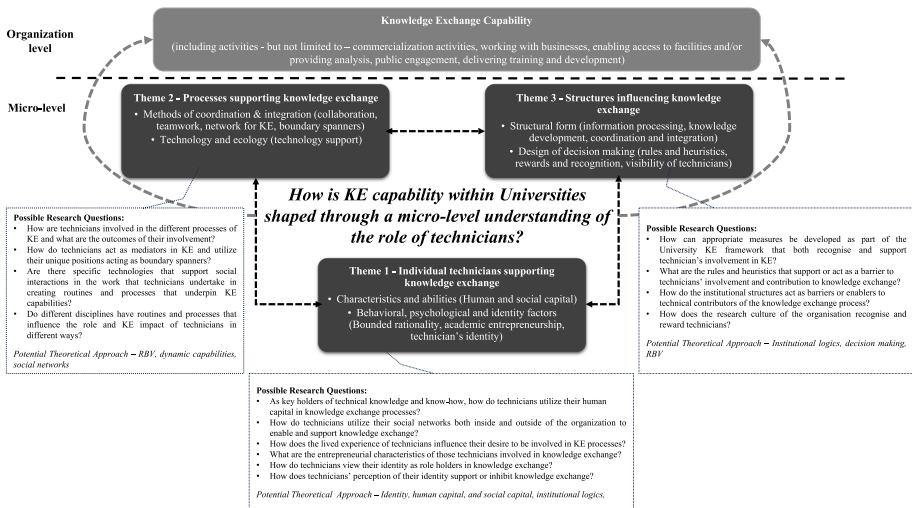 Organization
level
Knowledge Exchange Capability
(including activities - but not limited to – commercialization activities, working with businesses, enabling access to facilities and/or
providing analysis, public engagement, delivering training and development)
Micro-level
Theme 2 – Processes supporting knowledge exchange
• Methods of coordination & integration (collaboration,
teamwork, network for KE, boundary spanners)
• Technology and ecology (technology support)
Theme 3 - Structures influencing knowledge
exchange
• Structural form (information processing, knowledge
development, coordination and integration)
• Design of decision making (rules and heuristics,
rewards and recognition, visibility of technicians)
How is KE capability within Universities
shaped through a micro-level understanding of
the role of technicians?
Theme 1 - Individual technicians supporting
knowledge exchange
• Characteristics and abilities (Human and social capital)
• Behavioral, psychological and identity factors
(Bounded rationality, academic entrepreneurship,
technician's identity)
Possible Research Questions:
• How are technicians involved in the different processes of
KE and what are the outcomes of their involvement?
• How do technicians act as mediators in KE and utilize
their unique positions acting as boundary spanners?
• Are there specific technologies that support social
interactions in the work that technicians undertake in
creating routines and processes that underpin KE
capabilities?
• Do different disciplines have routines and processes that
influence the role and KE impact of technicians in
different ways?
Potential Theoretical Approach – RBV, dynamic capabilities,
social networks
Possible Research Questions:
• How can appropriate measures be developed as part of the
University KE framework that both recognise and support
technician's involvement in KE?
• What are the rules and heuristics that support or act as a barrier to
technicians' involvement and contribution to knowledge exchange?
• How do the institutional structures act as barriers or enablers to
technical contributors of the knowledge exchange process?
• How does the research culture of the organisation recognise and
reward technicians?
Potential Theoretical Approach – Institutional logics, decision making,
RBV
Possible Research Questions:
• As key holders of technical knowledge and know-how, how do technicians utilize their human
capital in knowledge exchange processes?
• How do technicians utilize their social networks both inside and outside of the organization to
enable and support knowledge exchange?
• How does the lived experience of technicians influence their desire to be involved in KE processes?
• What are the entrepreneurial characteristics of those technicians involved in knowledge exchange?
• How do technicians view their identity as role holders in knowledge exchange?
• How does technicians' perception of their identity support or inhibit knowledge exchange?
Potential Theoretical Approach – Identity, human capital, and social capital, institutional logics,